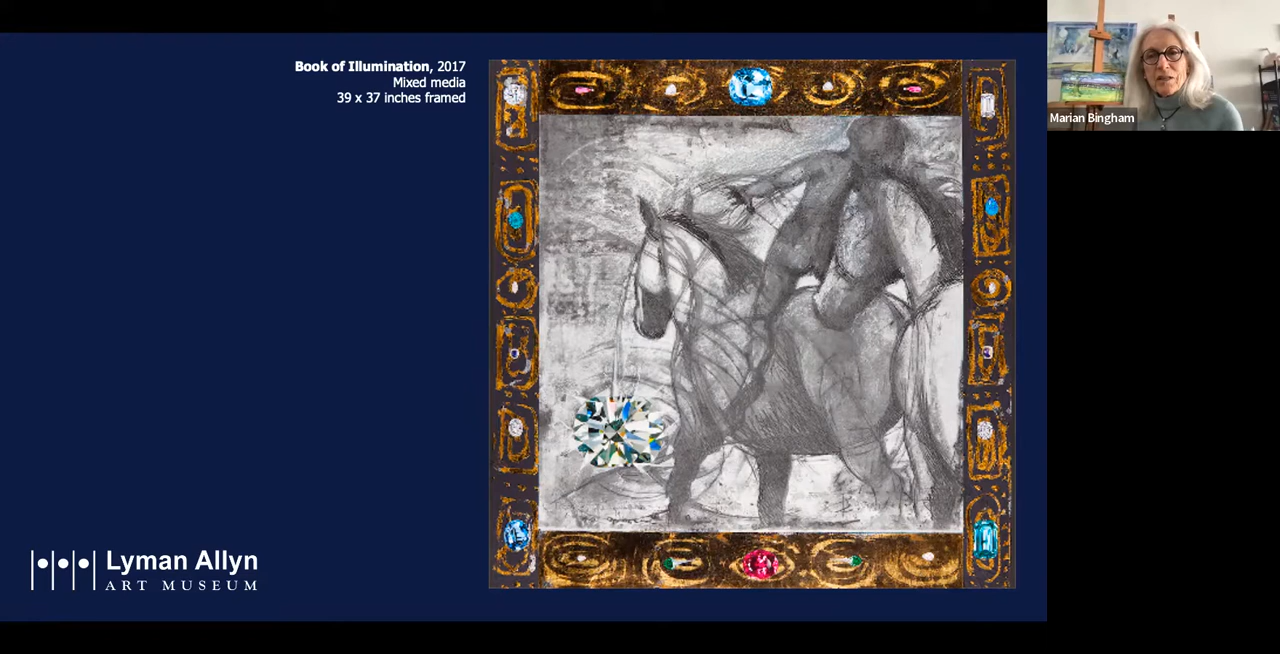 Book of Illumination, 2017
Mixed media
39 x 37 inches framed
Marian Bingham
Lyman Allyn
ART MUSEUM